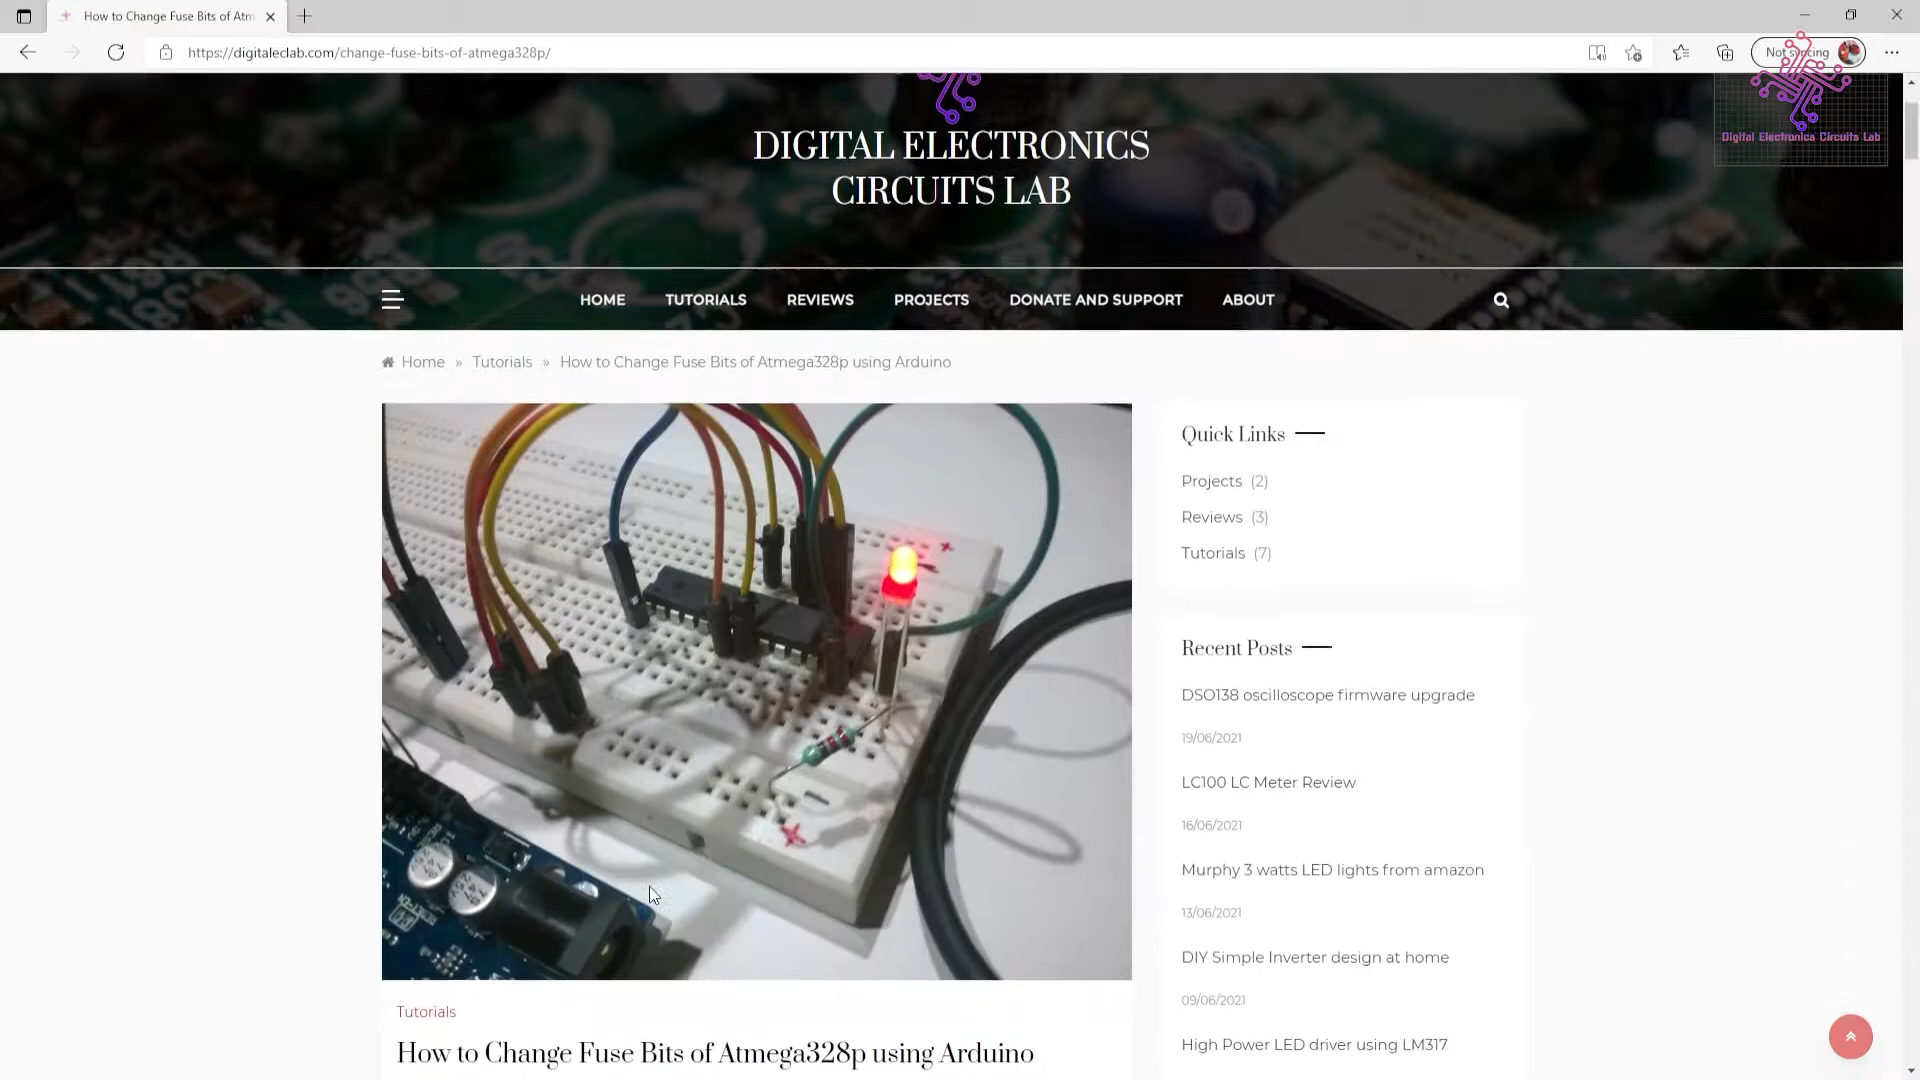 How to Change Fuse Bits of Atm
https://digitaleclab.com/change-fuse-bits-of-atmega328p/
Not syncing
Digital Electronics Circuits Lab
DIGITAL ELECTRONICS
CIRCUITS LAB
HOME TUTORIALS REVIEWS PROJECTS DONATE AND SUPPORT ABOUT
Home » Tutorials » How to Change Fuse Bits of Atmega328p using Arduino
Quick Links
Projects (2)
Reviews (3)
Tutorials (7)
Recent Posts
DSO138 oscilloscope firmware upgrade
19/06/2021
LC100 LC Meter Review
16/06/2021
Murphy 3 watts LED lights from amazon
13/06/2021
DIY Simple Inverter design at home
09/06/2021
High Power LED driver using LM317
Tutorials
How to Change Fuse Bits of Atmega328p using Arduino